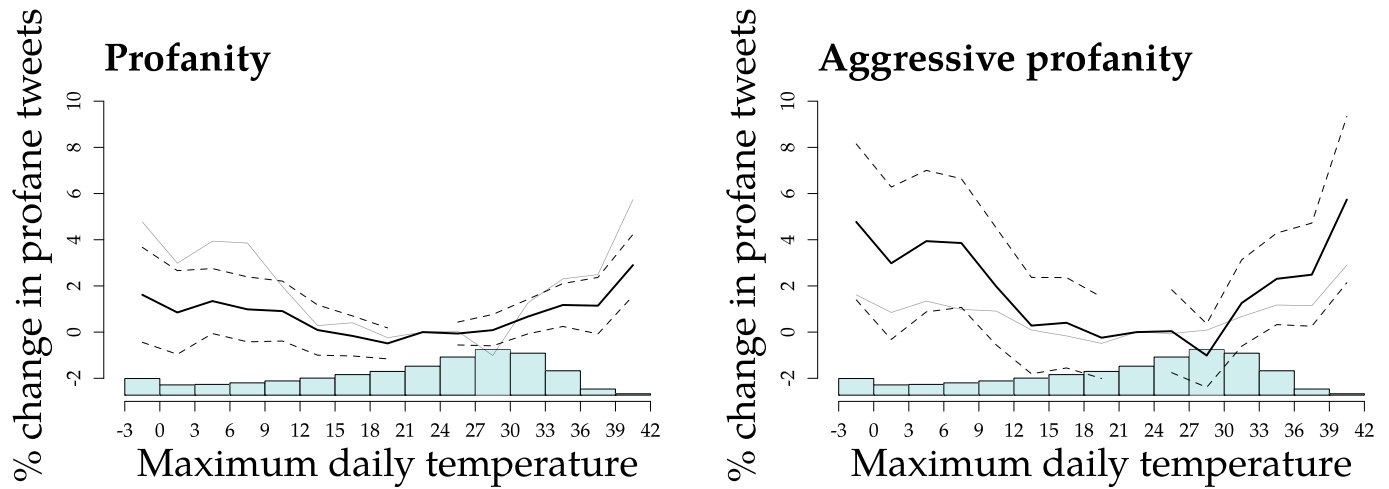 Profanity
% change in profane tweets
10
8
6
4
2
0
-2
-3 0 3 6 9 12 15 18 21 24 27 30 33 36 39 42
Maximum daily temperature
Aggressive profanity
% change in profane tweets
10
8
6
4
2
0
-2
-3 0 3 6 9 12 15 18 21 24 27 30 33 36 39 42
Maximum daily temperature